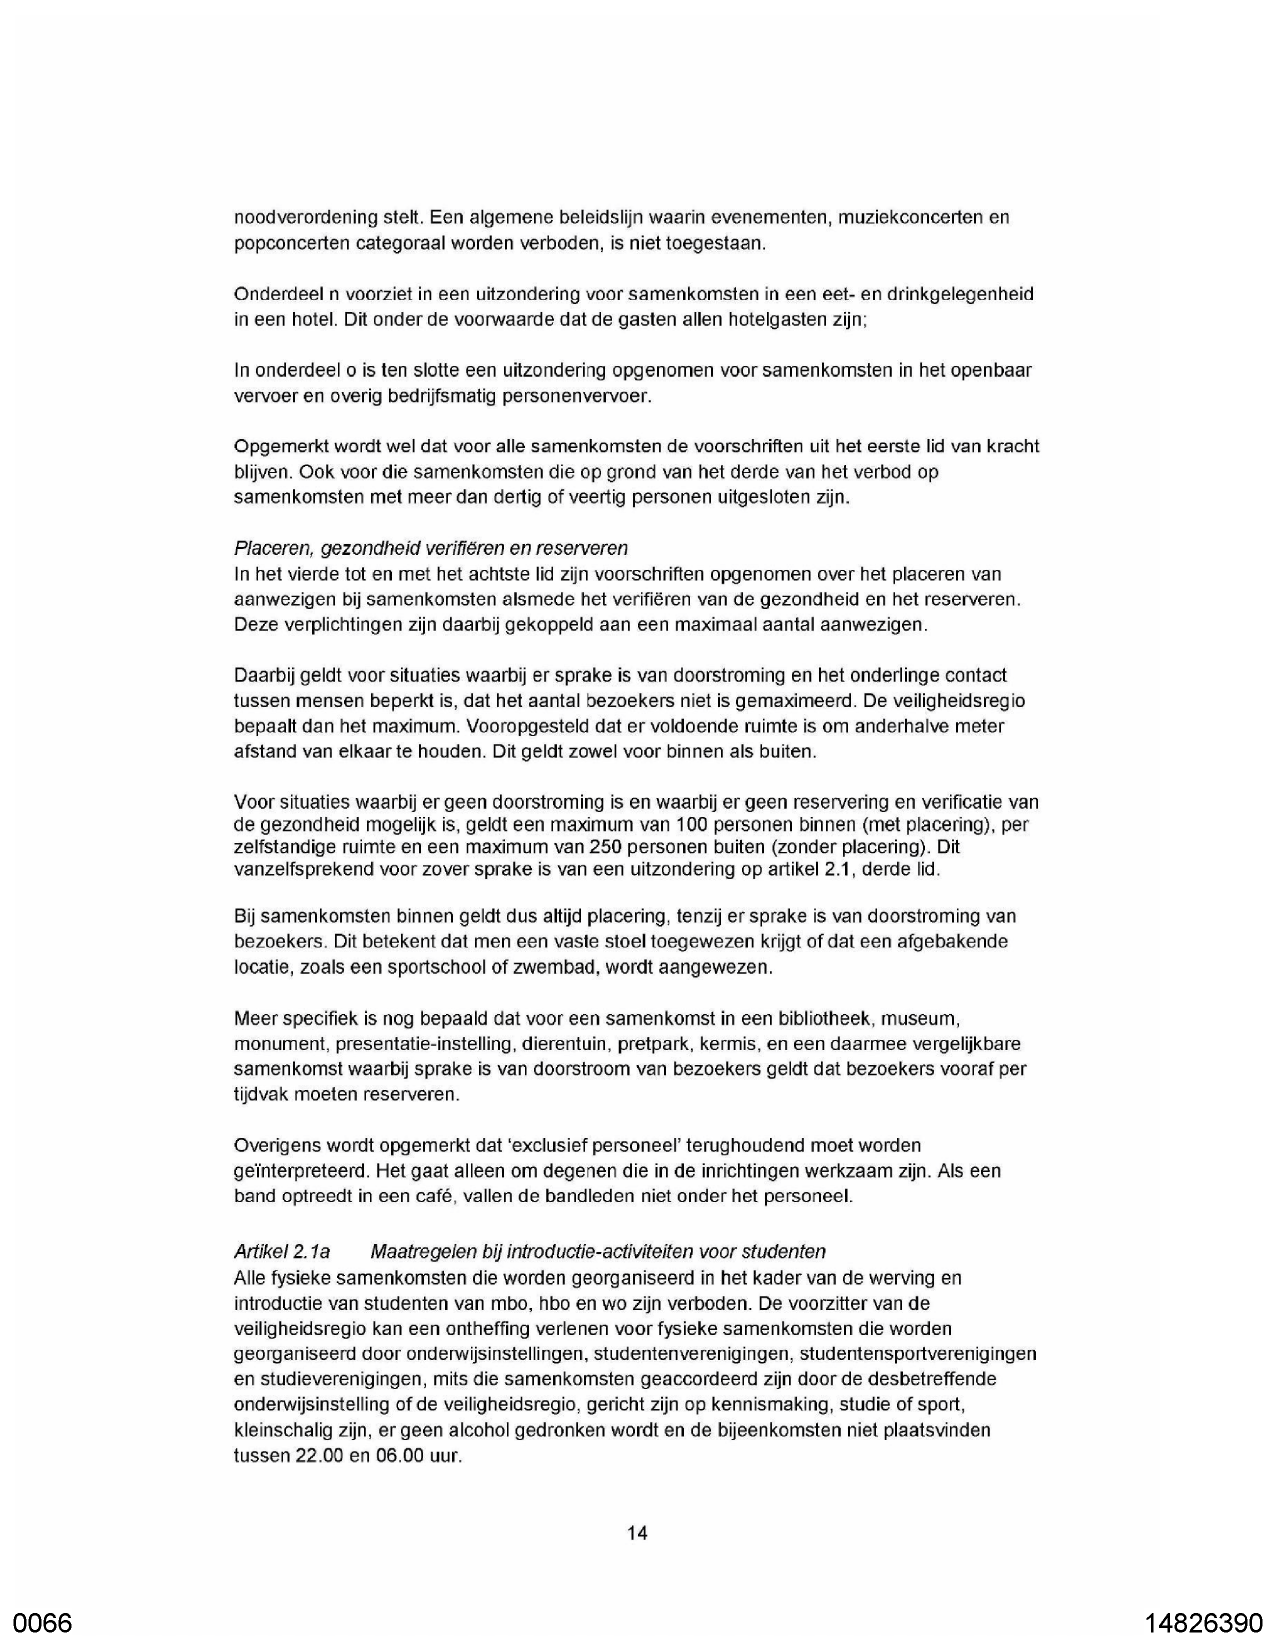 noodverordening stelt. Een algemene beleidslijn waarin evenementen, muziekconcerten en
popconcerten categoraal worden verboden, is niet toegestaan.
Onderdeel n voorziet in een uitzondering voor samenkomsten in een eet- en drinkgelegenheid
in een hotel. Dit onder de voorwaarde dat de gasten allen hotelgasten zijn;
In onderdeel o is ten slotte een uitzondering opgenomen voor samenkomsten in het openbaar
vervoer en overig bedrijfsmatig personenvervoer.
Opgemerkt wordt wel dat voor alle samenkomsten de voorschriften uit het eerste lid van kracht
blijven. Ook voor die samenkomsten die op grond van het derde van het verbod op
samenkomsten met meer dan dertig of veertig personen uitgesloten zijn.
Placeren, gezondheid verifiëren en reserveren
In het vierde tot en met het achtste lid zijn voorschriften opgenomen over het placeren van
aanwezigen bij samenkomsten alsmede het verifiëren van de gezondheid en het reserveren.
Deze verplichtingen zijn daarbij gekoppeld aan een maximaal aantal aanwezigen.
Daarbij geldt voor situaties waarbij er sprake is van doorstroming en het onderlinge contact
tussen mensen beperkt is, dat het aantal bezoekers niet is gemaximeerd. De veiligheidsregio
bepaalt dan het maximum. Vooropgesteld dat er voldoende ruimte is om anderhalve meter
afstand van elkaar te houden. Dit geldt zowel voor binnen als buiten.
Voor situaties waarbij er geen doorstroming is en waarbij er geen reservering en verificatie van
de gezondheid mogelijk is, geldt een maximum van 100 personen binnen (met placering), per
zelfstandige ruimte en een maximum van 250 personen buiten (zonder placering). Dit
vanzelfsprekend voor zover sprake is van een uitzondering op artikel 2.1, derde lid.
Bij samenkomsten binnen geldt dus altijd placering, tenzij er sprake is van doorstroming van
bezoekers. Dit betekent dat men een vaste stoel toegewezen krijgt of dat een afgebakende
locatie, zoals een sportschool of zwembad, wordt aangewezen.
Meer specifiek is nog bepaald dat voor een samenkomst in een bibliotheek, museum,
monument, presentatie-instelling, dierentuin, pretpark, kermis, en een daarmee vergelijkbare
samenkomst waarbij sprake is van doorstroom van bezoekers geldt dat bezoekers vooraf per
tijdvak moeten reserveren.
Overigens wordt opgemerkt dat ‘exclusief personeel’ terughoudend moet worden
geïnterpreteerd. Het gaat alleen om degenen die in de inrichtingen werkzaam zijn. Als een
band optreedt in een café, vallen de bandleden niet onder het personeel.
Artikel 2.1a Maatregelen bij introductie-activiteiten voor studenten
Alle fysieke samenkomsten die worden georganiseerd in het kader van de werving en
introductie van studenten van mbo, hbo en wo zijn verboden. De voorzitter van de
veiligheidsregio kan een ontheffing verlenen voor fysieke samenkomsten die worden
georganiseerd door onderwijsinstellingen, studentenverenigingen, studentensportverenigingen
en studieverenigingen, mits die samenkomsten geaccordeerd zijn door de desbetreffende
onderwijsinstelling of de veiligheidsregio, gericht zijn op kennismaking, studie of sport,
kleinschalig zijn, er geen alcohol gedronken wordt en de bijeenkomsten niet plaatsvinden
tussen 22.00 en 06.00 uur.
14
0066 14826390